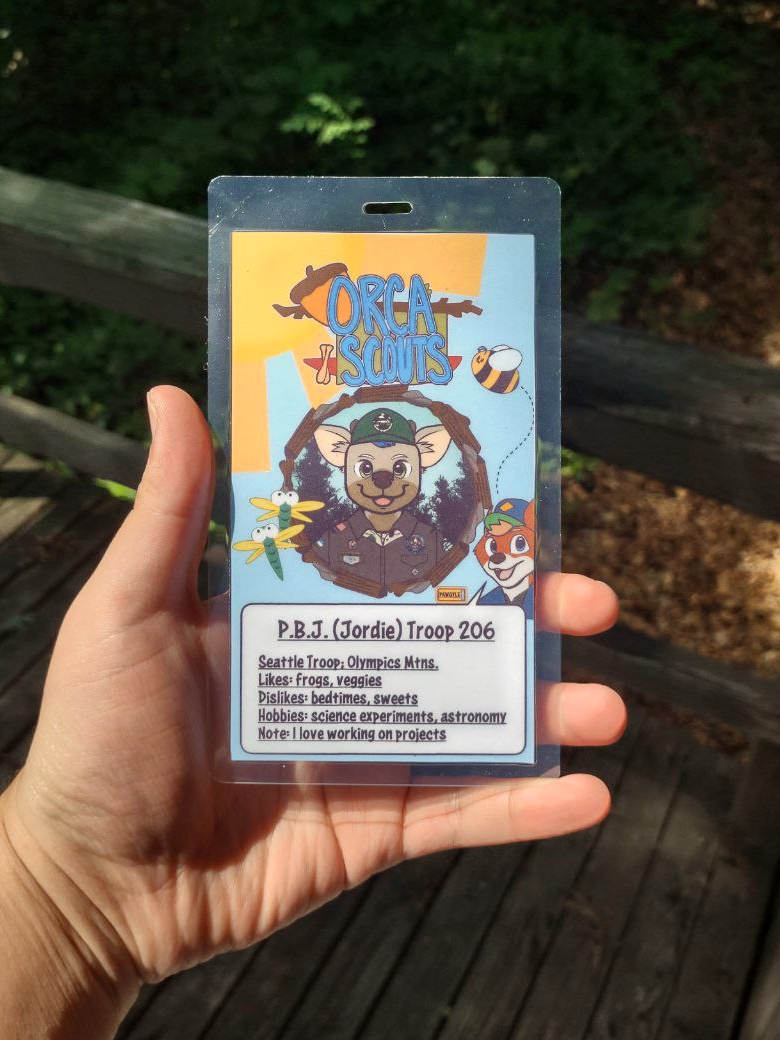 ORCA
SCOUTS
PAWGYLE
P.B.J. (Jordie) Troop 206
Seattle Troop; Olympics Mtns.
Likes: frogs, veggies
Dislikes: bedtimes, sweets
Hobbies: science experiments, astronomy
Note: I love working on projects